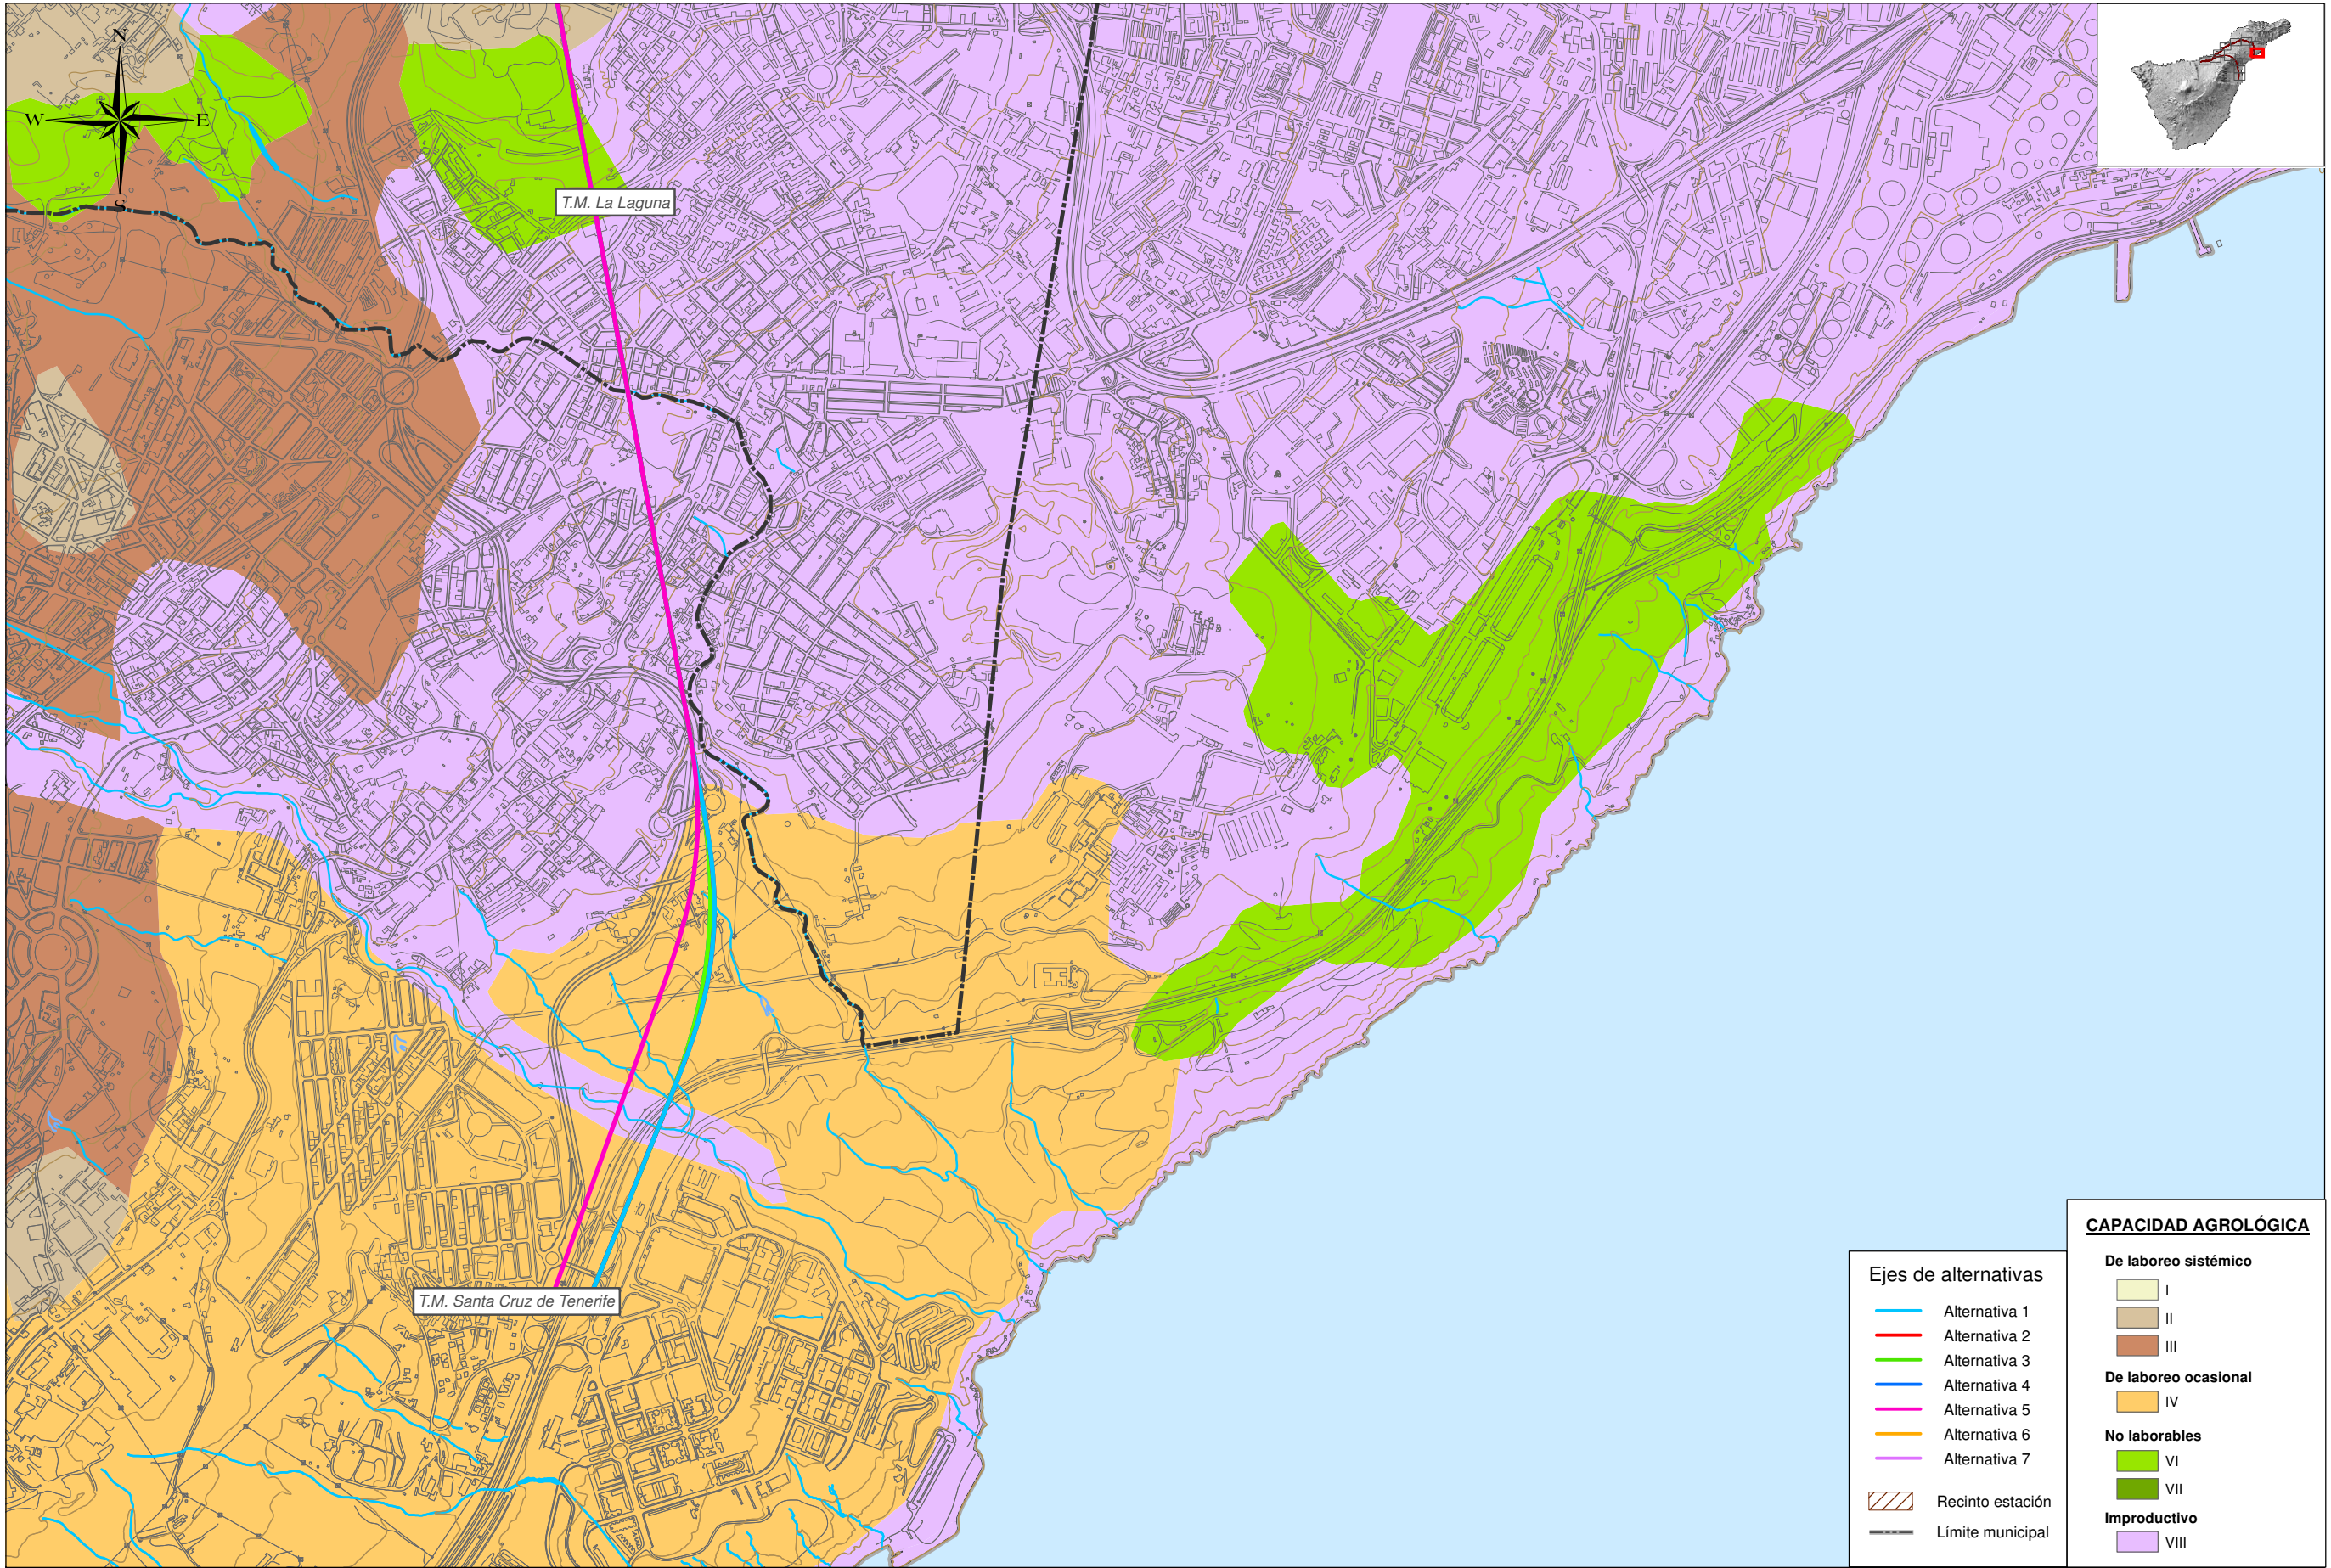 N
W
E
S
T.M. La Laguna
T.M. Santa Cruz de Tenerife
Ejes de alternativas
Alternativa 1
Alternativa 2
Alternativa 3
Alternativa 4
Alternativa 5
Alternativa 6
Alternativa 7
Recinto estación
Límite municipal
CAPACIDAD AGROLÓGICA
De laboreo sistémico
I
II
III
De laboreo ocasional
IV
No laborables
VI
VII
Improductivo
VIII